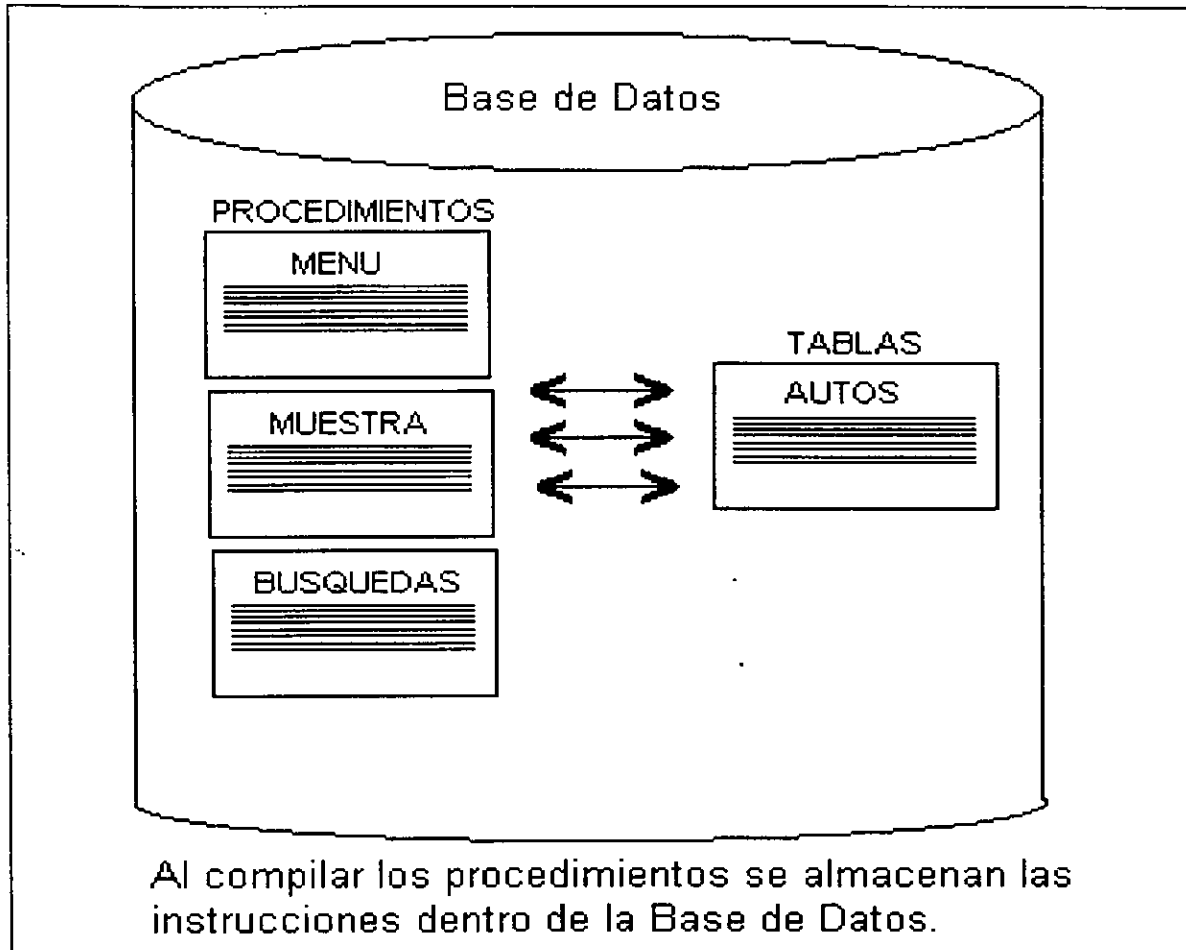 Base de Datos
PROCEDIMIENTOS
MENU
MUESTRA
BUSQUEDAS
TABLAS
AUTOS
Al compilar los procedimientos se almacenan las
instrucciones dentro de la Base de Datos.